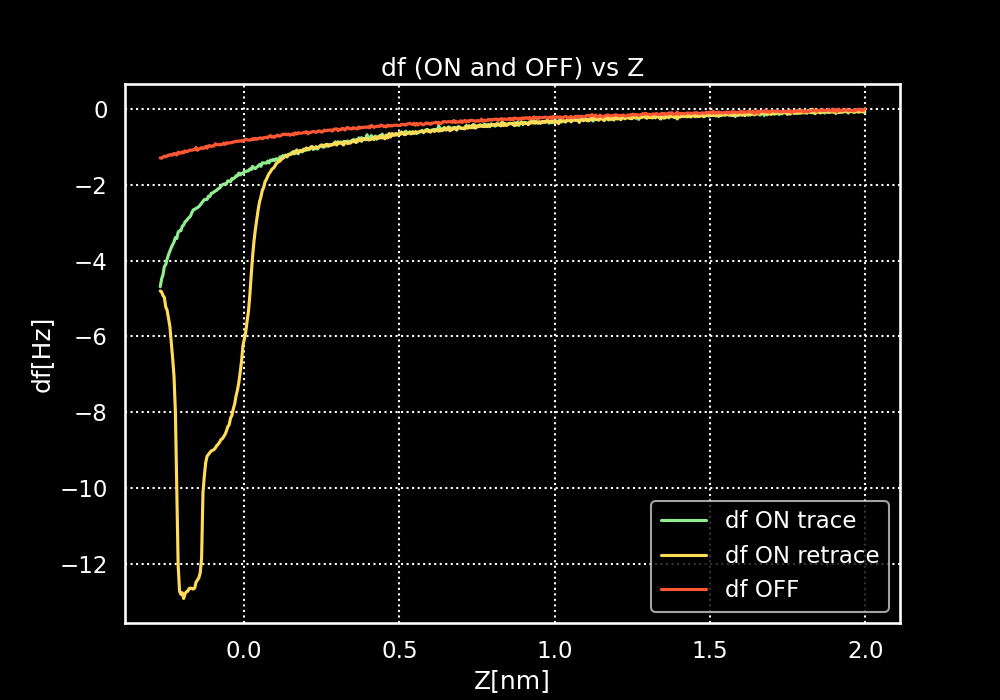 df (ON and OFF) vs Z
0
−2
−4
−6
−8
−10
−12
df[Hz]
df ON trace
df ON retrace
df OFF
0.0 0.5 1.0 1.5 2.0
Z[nm]